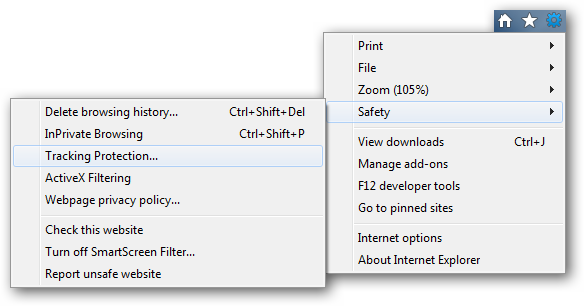 Print
File
Zoom (105%)
Safety
View downloads Ctrl+J
Manage add-ons
F12 developer tools
Go to pinned sites
Internet options
About Internet Explorer
Delete browsing history... Ctrl+Shift+Del
InPrivate Browsing Ctrl+Shift+P
Tracking Protection...
ActiveX Filtering
Webpage privacy policy...
Check this website
Turn off SmartScreen Filter...
Report unsafe website